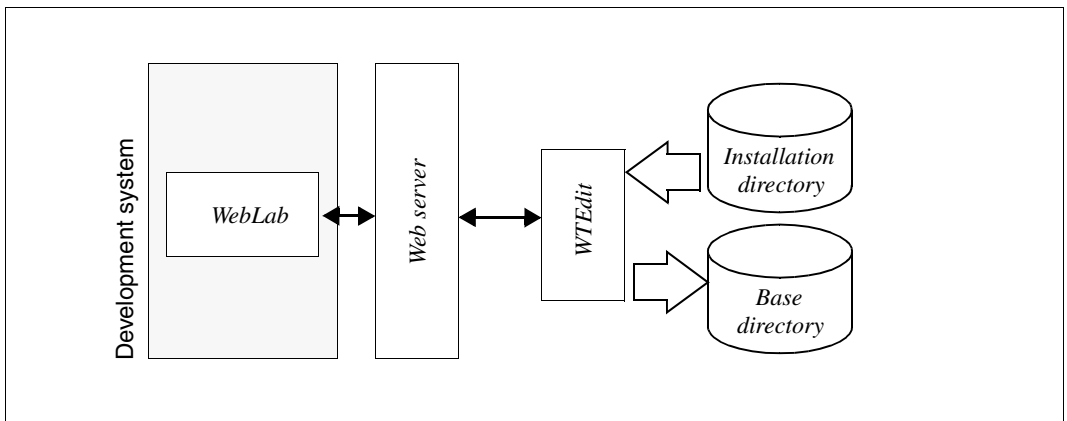 Development system
WebLab
Web server
WTEdit
Installation
directory
Base
directory